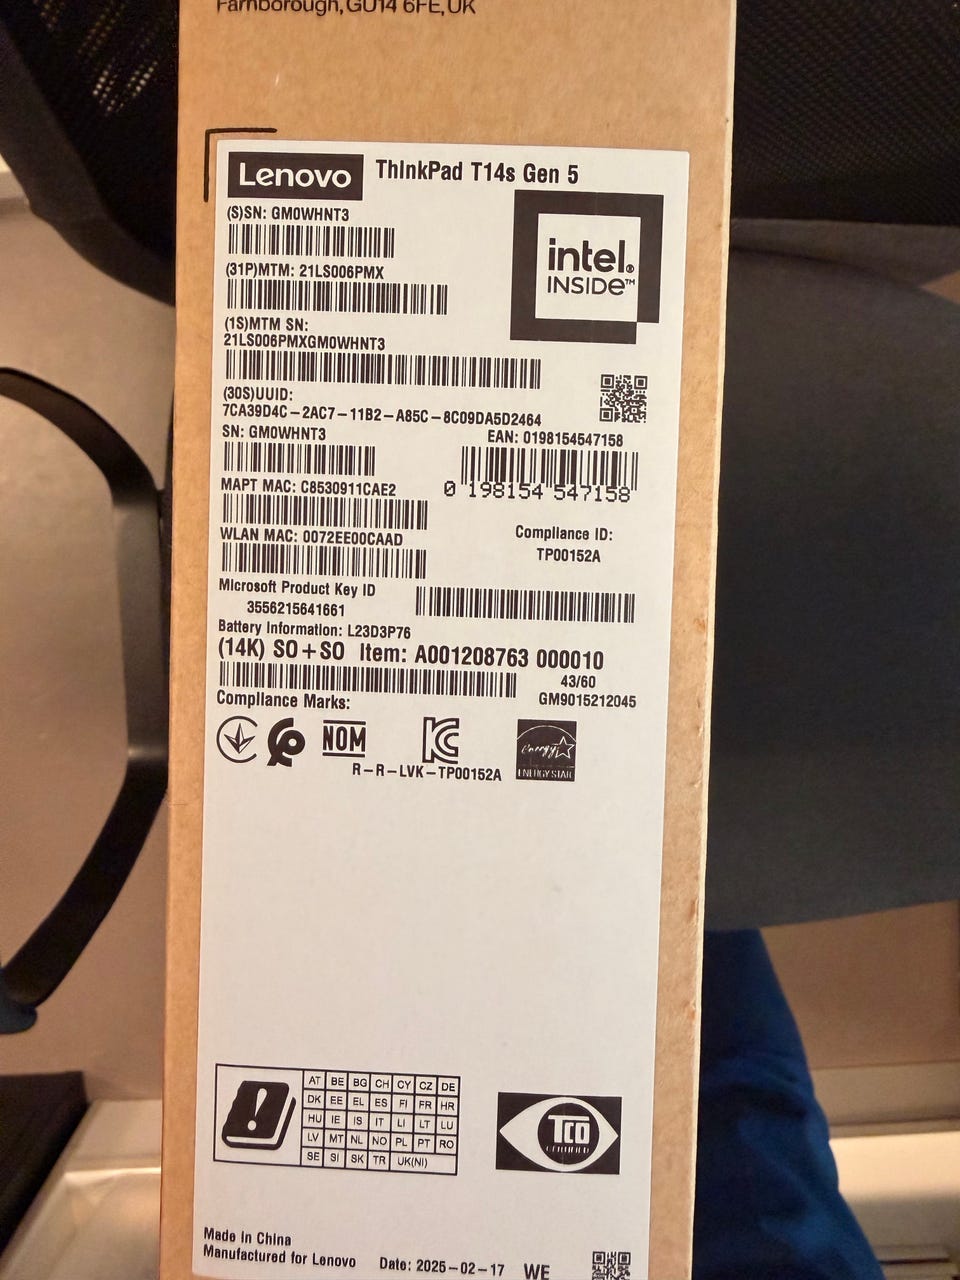 Farnborough, GU14 6FE, UK
Lenovo ThinkPad T14s Gen 5
(S)SN: GM0WHNT3
intel.
INSIDE™
(31P)MTM: 21LS006PMX
(1S)MTM SN:
21LS006PMXGM0WHNT3
(30S)UUID:
7CA39D4C-2AC7-11B2-A85C-8C09DA5D2464
SN: GM0WHNT3
EAN: 0198154547158
0 198154 547158
MAPT MAC: C8530911CAE2
WLAN MAC: 0072EE00CAAD
Compliance ID:
TP00152A
Microsoft Product Key ID
3556215641661
Battery Information: L23D3P76
(14K) SO+SO Item: A001208763 000010
43/60
GM9015212045
Compliance Marks:
NOM
R-R-LVK-TP00152A
energy
ENERGY STAR
AT BE BG CH CY CZ DE
DK EE EL ES FI FR HR
HU IE IS IT LI LT LU
LV MT NL NO PL PT RO
SE SI SK TR UK(NI)
TCO
CERTIFIED
Made in China
Manufactured for Lenovo
Date: 2025-02-17 WE